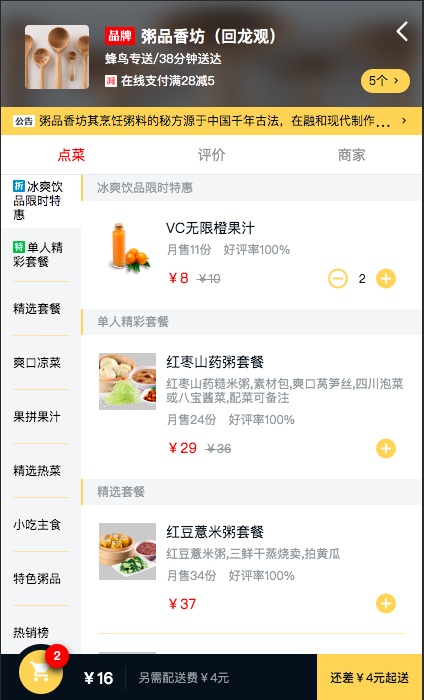 品牌 粥品香坊（回龙观）
蜂鸟专送/38分钟送达
减 在线支付满28减5
5个 >
公告 粥品香坊其烹饪粥料的秘方源于中国千年古法，在融和现代制作... >
点菜 评价 商家
折 冰爽饮
品限时特
惠
特 单人精
彩套餐
精选套餐
爽口凉菜
果拼果汁
精选热菜
小吃主食
特色粥品
热销榜
冰爽饮品限时特惠
VC无限橙果汁
月售11份 好评率100%
￥8 ￥10
2
单人精彩套餐
红枣山药粥套餐
红枣山药糙米粥,素材包,爽口莴笋丝,四川泡菜
或八宝酱菜,配菜可备注
月售24份 好评率100%
￥29 ￥36
精选套餐
红豆薏米粥套餐
红豆薏米粥,三鲜干蒸烧卖,拍黄瓜
月售34份 好评率100%
￥37
2
￥16 另需配送费￥4元 还差￥4元起送